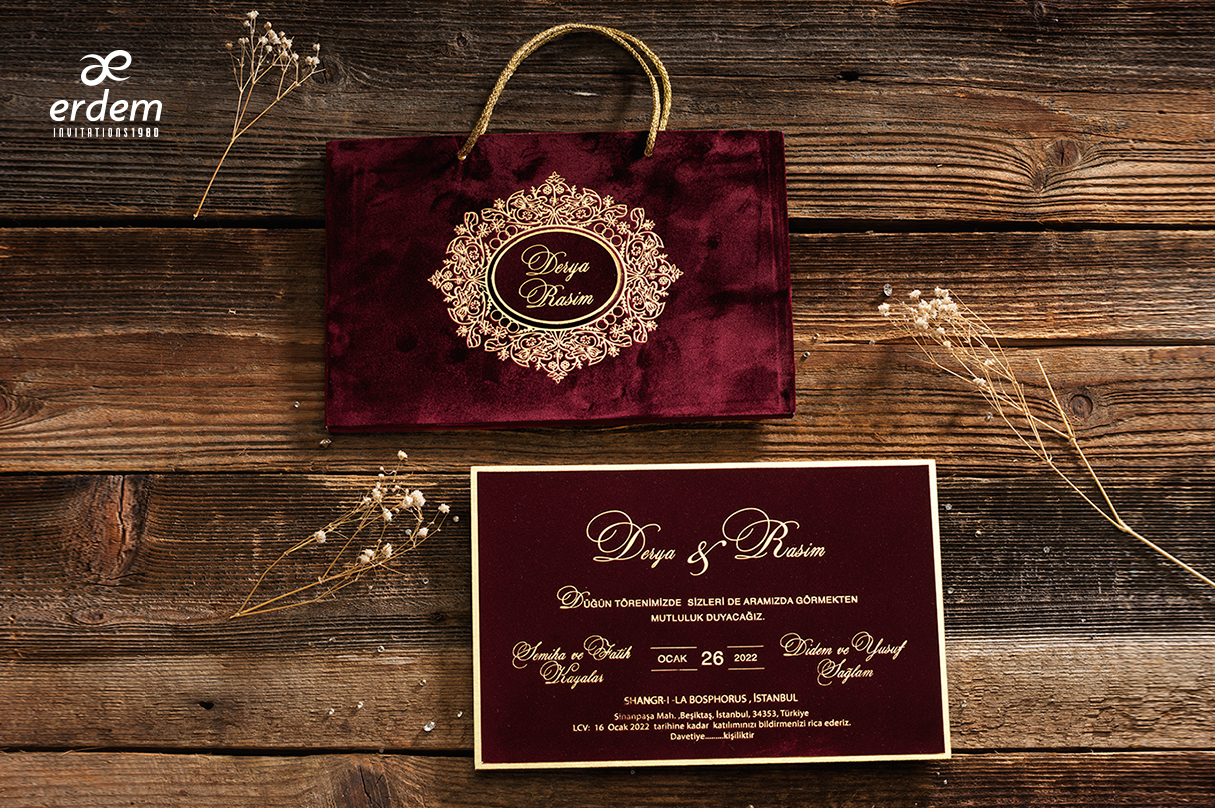 erdem
INVITATIONS1980
Derya
Rasim
Derya & Rasim
DÜĞÜN TÖRENİMİZDE SİZLERİ DE ARAMIZDA GÖRMEKTEN
MUTLULUK DUYACAĞIZ.
Semiha ve Fatih
Kayalar
OCAK 26 2022
Didem ve Yusuf
Sağlam
SHANGR-I -LA BOSPHORUS , İSTANBUL
Sinanpaşa Mah. ,Beşiktaş, İstanbul, 34353, Türkiye
LCV: 16 Ocak 2022 tarihine kadar katılımınızı bildirmenizi rica ederiz.
Davetiye.........kişiliktir